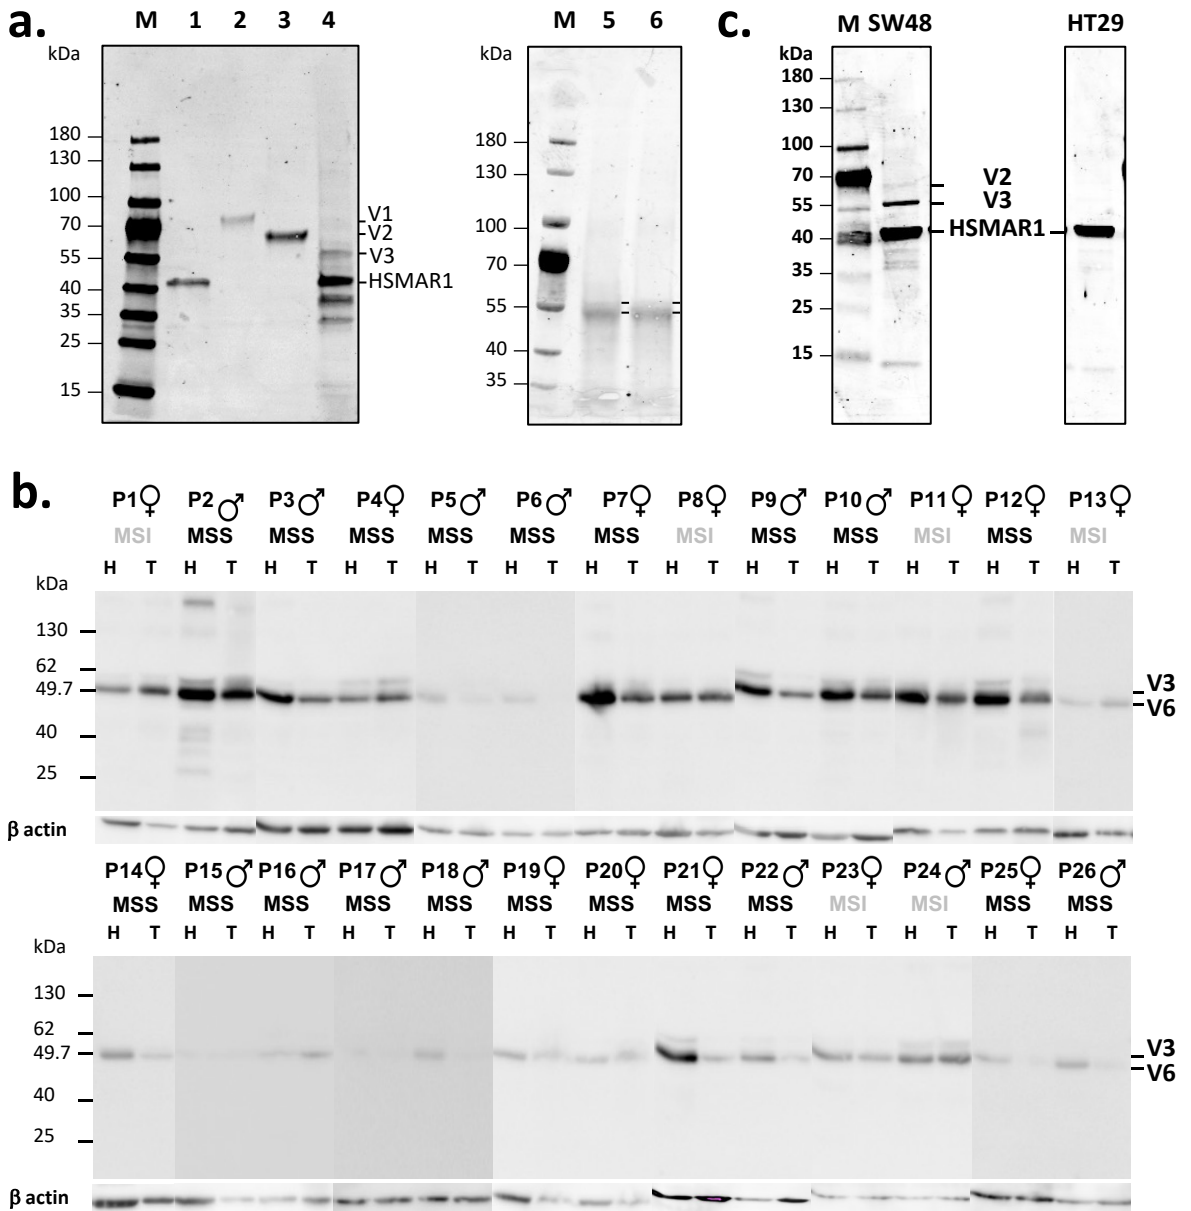 a.
M 1 2 3 4
kDa
180
130
100
70
55
40
35
25
15
V1
V2
V3
HSMAR1
M 5 6
kDa
180
130
100
70
55
40
35
c.
M SW48 HT29
kDa
180
130
100
70
55
40
35
25
15
V2
V3
HSMAR1
b.
P1♀ P2♂ P3♂ P4♀ P5♂ P6♂ P7♀ P8♀ P9♂ P10♂ P11♀ P12♀ P13♀
MSI MSS MSS MSS MSS MSS MSS MSI MSS MSS MSI MSS MSI
H T H T H T H T H T H T H T H T H T H T H T H T H T
kDa
130
62
49.7
40
25
V3
V6
β actin
P14♀ P15♂ P16♂ P17♂ P18♂ P19♀ P20♀ P21♀ P22♂ P23♀ P24♂ P25♀ P26♂
MSS MSS MSS MSS MSS MSS MSS MSS MSS MSI MSI MSS MSS
H T H T H T H T H T H T H T H T H T H T H T H T H T
kDa
130
62
49.7
40
25
V3
V6
β actin